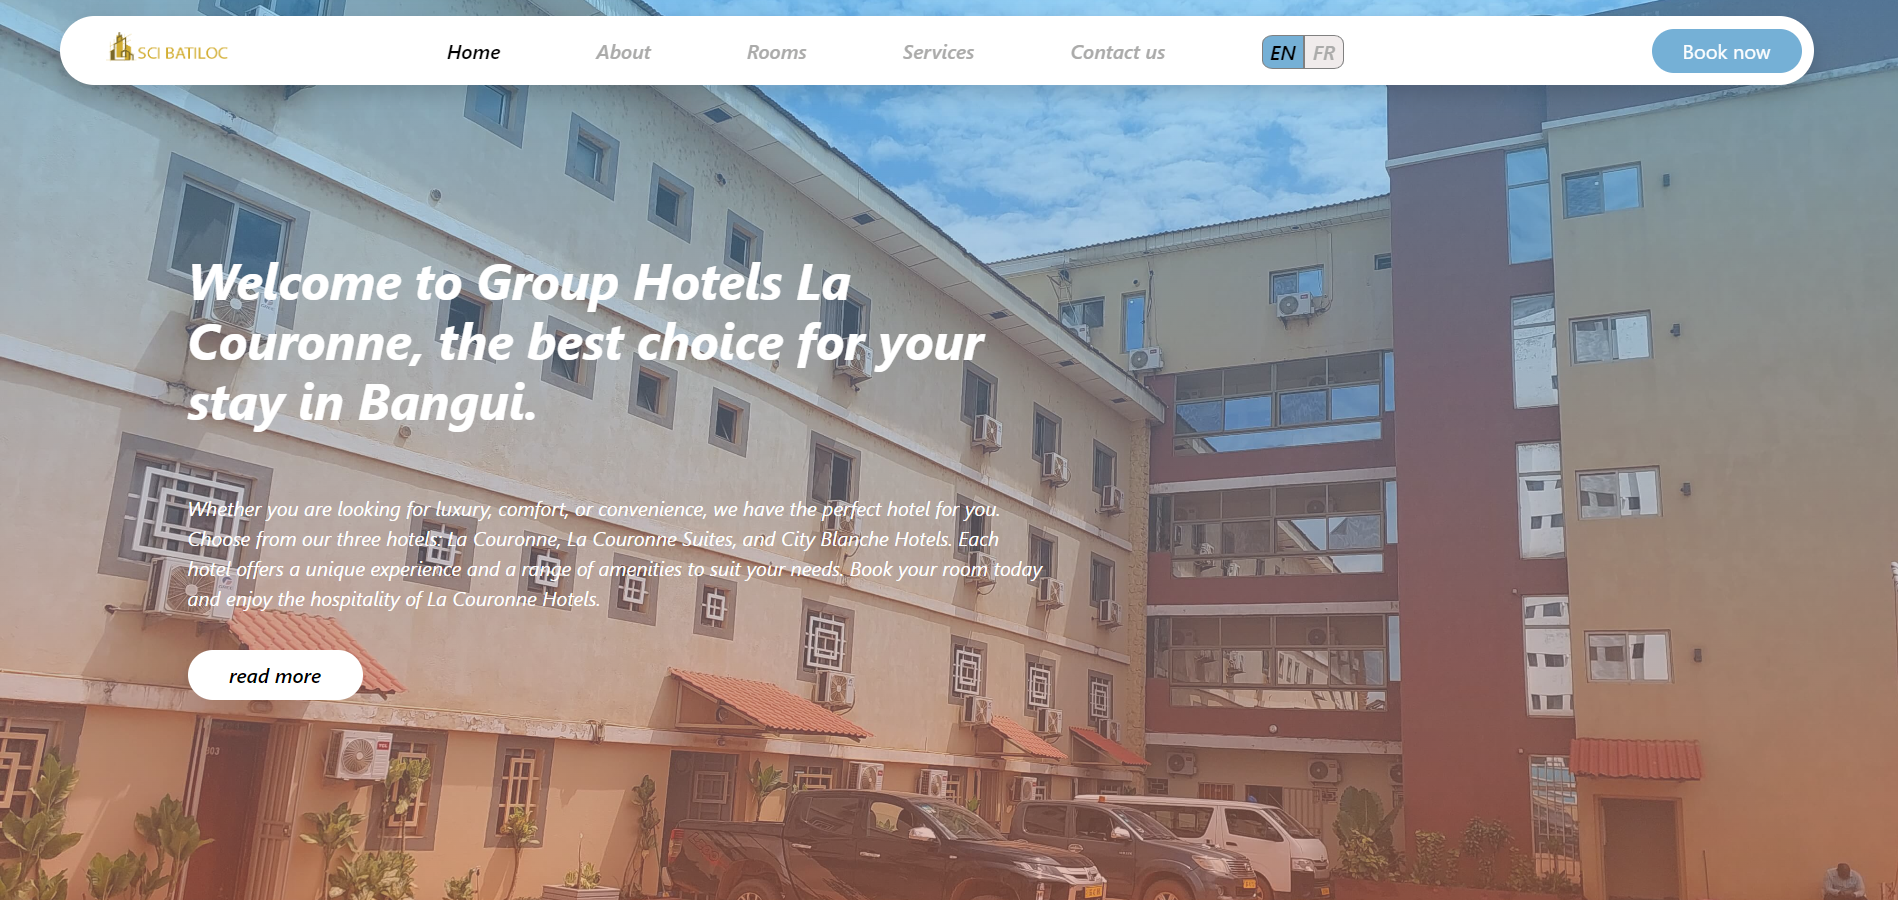 SCI BATILOC
Home
About
Rooms
Services
Contact us
EN
FR
Book now
Welcome to Group Hotels La
Couronne, the best choice for your
stay in Bangui.
Whether you are looking for luxury, comfort, or convenience, we have the perfect hotel for you.
Choose from our three hotels: La Couronne, La Couronne Suites, and City Blanche Hotels. Each
hotel offers a unique experience and a range of amenities to suit your needs. Book your room today
and enjoy the hospitality of La Couronne Hotels.
read more
303
TCL